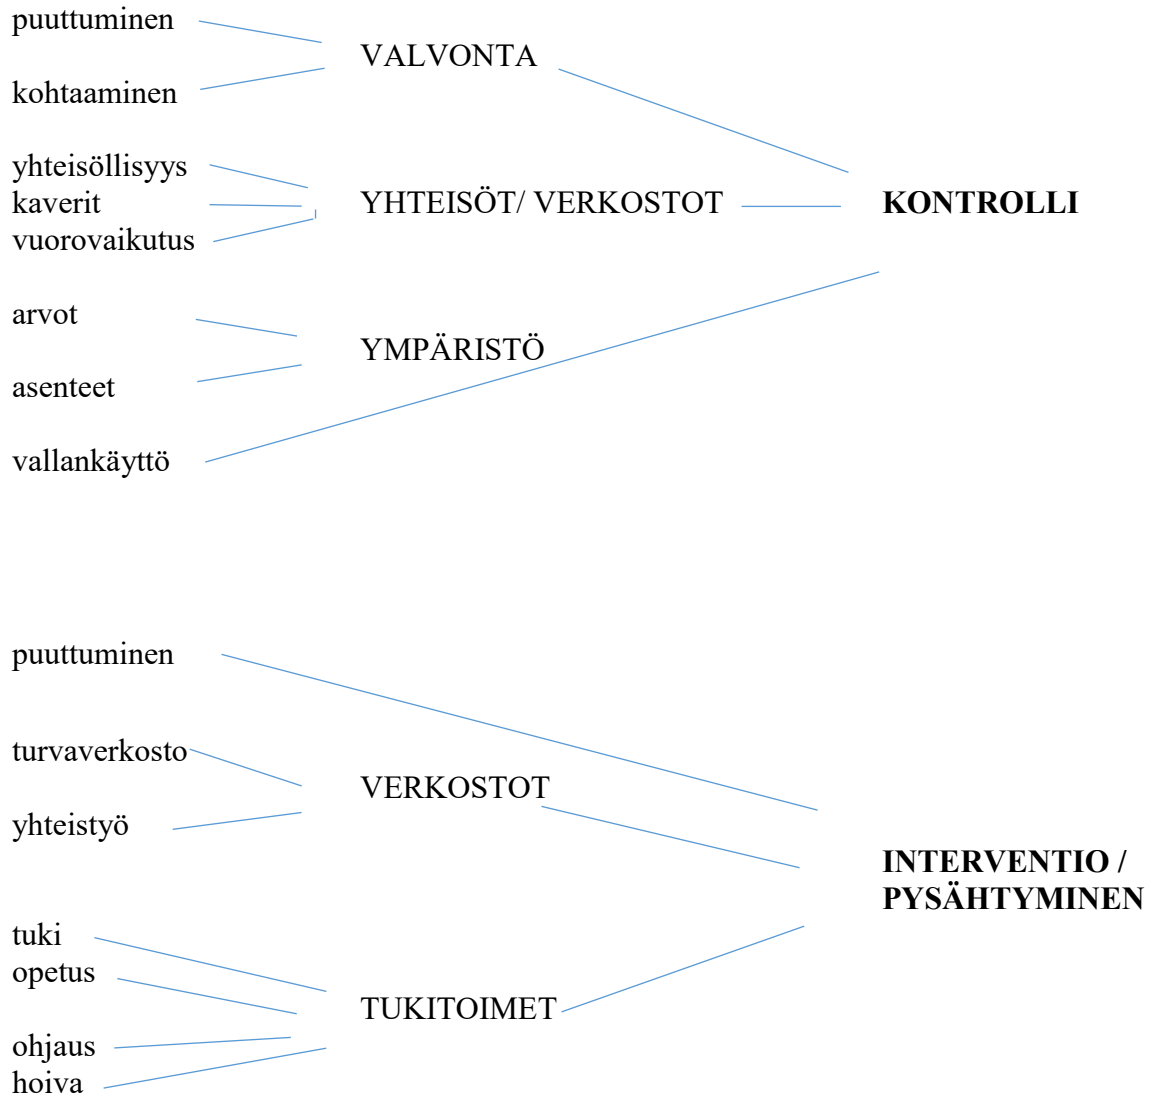 puuttuminen
VALVONTA
kohtaaminen
yhteisöllisyys
kaverit
YHTEISÖT/ VERKOSTOT
KONTROLLI
vuorovaikutus
arvot
YMPÄRISTÖ
asenteet
vallankäyttö
puuttuminen
turvaverkosto
VERKOSTOT
yhteistyö
INTERVENTIO /
PYSÄHTYMINEN
tuki
opetus
TUKITOIMET
ohjaus
hoiva